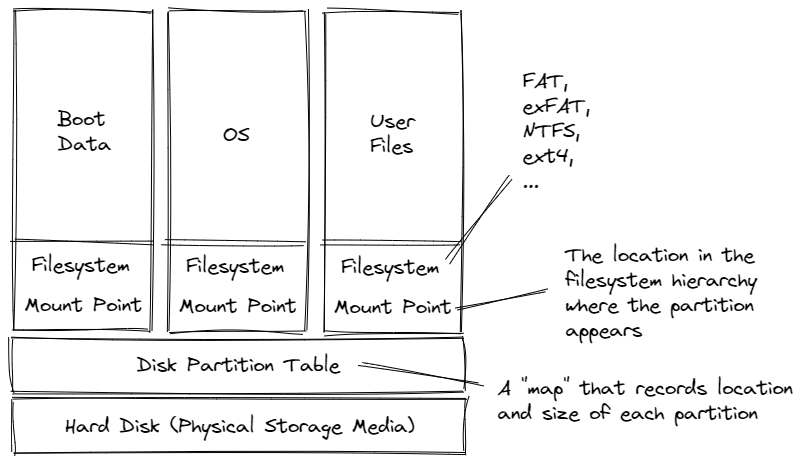 Boot
Data
OS
User
Files
FAT,
exFAT,
NTFS,
ext4,
...
Filesystem
Mount Point
Filesystem
Mount Point
Filesystem
Mount Point
The location in the
filesystem hierarchy
where the partition
appears
Disk Partition Table
A "map" that records location
and size of each partition
Hard Disk (Physical Storage Media)